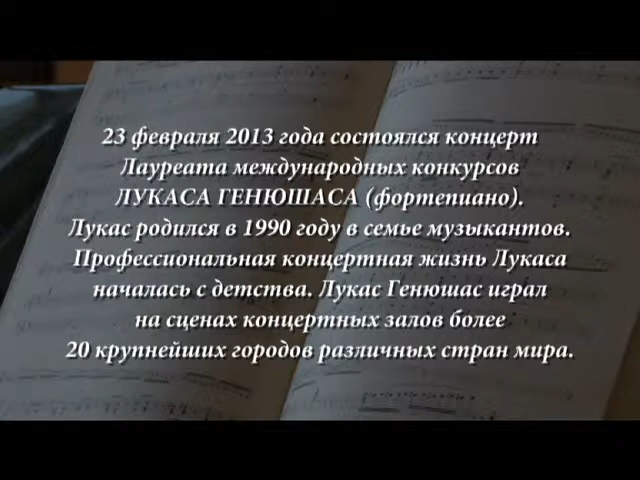 23 февраля 2013 года состоялся концерт
Лауреата международных конкурсов
ЛУКАСА ГЕНЮШАСА (фортепиано).
Лукас родился в 1990 году в семье музыкантов.
Профессиональная концертная жизнь Лукаса
началась с детства. Лукас Генюшас играл
на сценах концертных залов более
20 крупнейших городов различных стран мира.